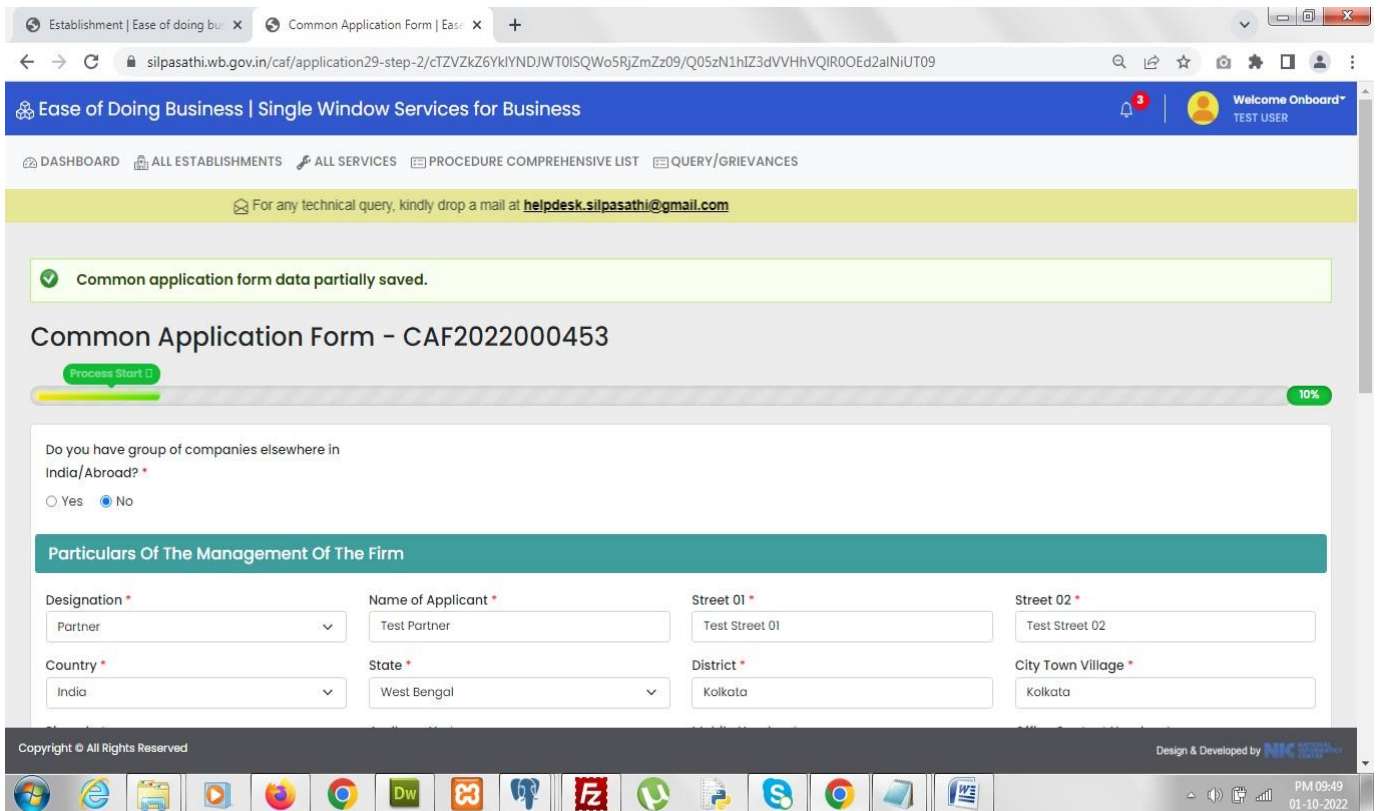 Establishment | Ease of doing bu
Common Application Form | Ease
silpasathi.wb.gov.in/caf/
Ease of Doing Business | Single Window Services for Business
3
Welcome Onboard
TEST USER
DASHBOARD ALL ESTABLISHMENTS ALL SERVICES PROCEDURE COMPREHENSIVE LIST QUERY/GRIEVANCES
For any technical query, kindly drop a mail at helpdesk.silpasathi@gmail.com
Common application form data partially saved.
Common Application Form - CAF2022000453
Process Start
10%
Do you have group of companies elsewhere in
India/Abroad? *
Yes No
Particulars Of The Management Of The Firm
Designation * Name of Applicant * Street 01 * Street 02 *
Partner Test Partner Test Street 01 Test Street 02
Country * State * District * City Town Village *
India West Bengal Kolkata Kolkata
Copyright © All Rights Reserved
Design & Developed by NIC
Dw
Fz
PM 09:49
01-10-2022